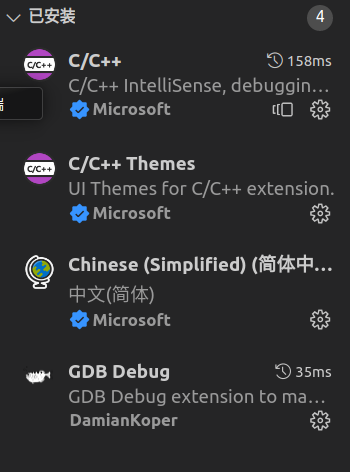 已安装
4
C/C++
C/C++
158ms
C/C++ IntelliSense, debuggin...
端
Microsoft
C/C++
C/C++ Themes
UI Themes for C/C++ extension.
Microsoft
Chinese (Simplified) (简体中...
中文(简体)
Microsoft
GDB Debug
35ms
GDB Debug extension to ma...
DamianKoper